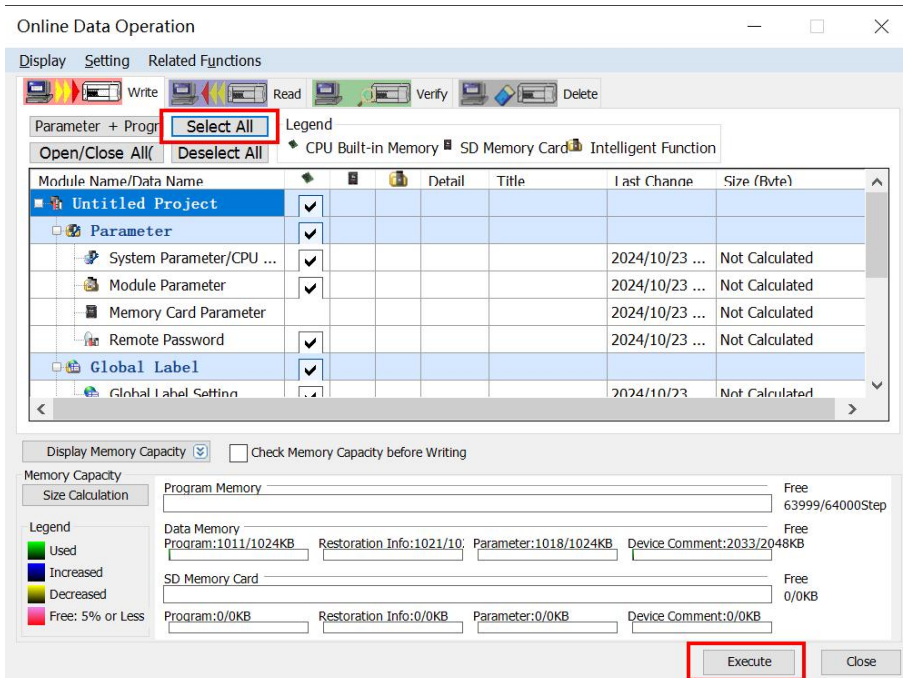 Online Data Operation
Display Setting Related Functions
Write Read Verify Delete
Parameter + Progr Select All Legend
Open/Close All( Deselect All CPU Built-in Memory SD Memory Card Intelligent Function
Module Name/Data Name Detail Title Last Change Size (Byte)
Untitled Project
Parameter
System Parameter/CPU ... 2024/10/23 ... Not Calculated
Module Parameter 2024/10/23 ... Not Calculated
Memory Card Parameter 2024/10/23 ... Not Calculated
Remote Password 2024/10/23 ... Not Calculated
Global Label
Global Label Setting 2024/10/23 Not Calculated
Display Memory Capacity Check Memory Capacity before Writing
Memory Capacity
Size Calculation Program Memory Free
63999/64000Step
Legend Data Memory Free
Used Program:1011/1024KB Restoration Info:1021/10 Parameter:1018/1024KB Device Comment:2033/2048KB
Increased SD Memory Card Free
Decreased 0/0KB
Free: 5% or Less Program:0/0KB Restoration Info:0/0KB Parameter:0/0KB Device Comment:0/0KB
Execute Close